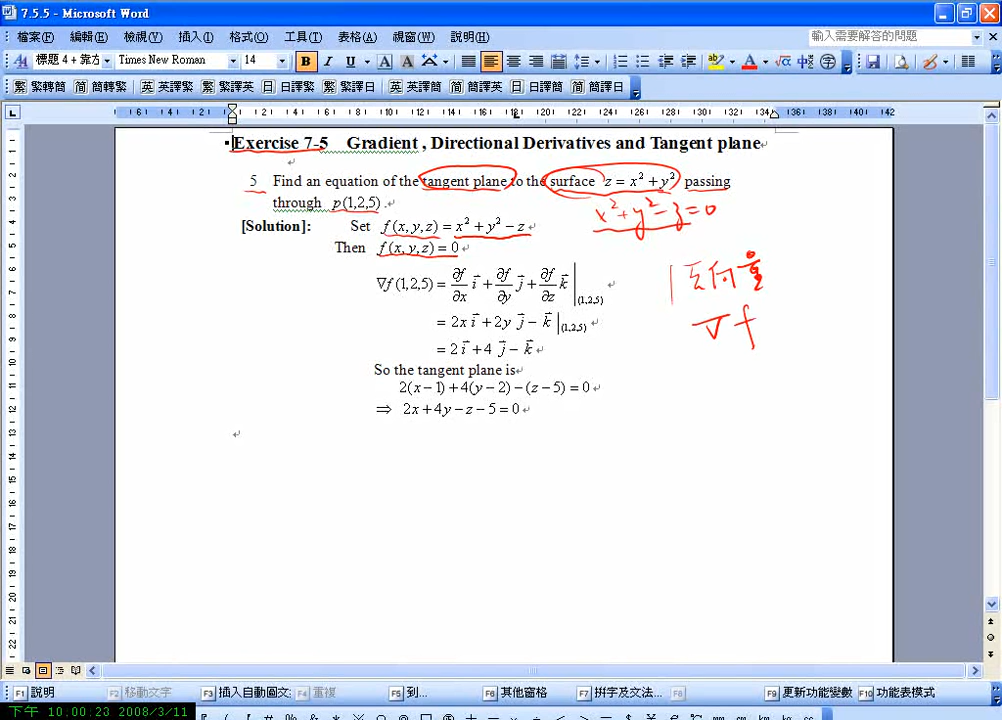 7.5.5 - Microsoft Word
檔案(F) 編輯(E) 檢視(V) 插入(I) 格式(O) 工具(T) 表格(A) 視窗(W) 說明(H) 輸入需要解答的問題
標題 4 + 靠左 Times New Roman 14 B I U A A A
繁 繁轉簡 簡 簡轉繁 英 英譯繁 繁 繁譯英 日 日譯繁 繁 繁譯日 英 英譯簡 簡 簡譯英 日 日譯簡 簡 簡譯日
Exercise 7-5 Gradient , Directional Derivatives and Tangent plane
5 Find an equation of the tangent plane to the surface z = x² + y² passing
through p(1,2,5) .
x² + y² - z = 0
[Solution]: Set f(x, y, z) = x² + y² − z
Then f(x, y, z) = 0
∇f (1,2,5) = ∂f/∂x i⃗ + ∂f/∂y j⃗ + ∂f/∂z k⃗ |(1,2,5)
向量
= 2x i⃗ + 2y j⃗ − k⃗ |(1,2,5)
∇f
= 2 i⃗ + 4 j⃗ − k⃗
So the tangent plane is
2(x − 1) + 4(y − 2) − (z − 5) = 0
⇒ 2x + 4y − z − 5 = 0
F1 說明 F2 移動文字 F3 插入自動圖文 F4 重複 F5 到... F6 其他窗格 F7 拼字及文法... F8 F9 更新功能變數 F10 功能表模式
下午 10:00:23 2008/3/11